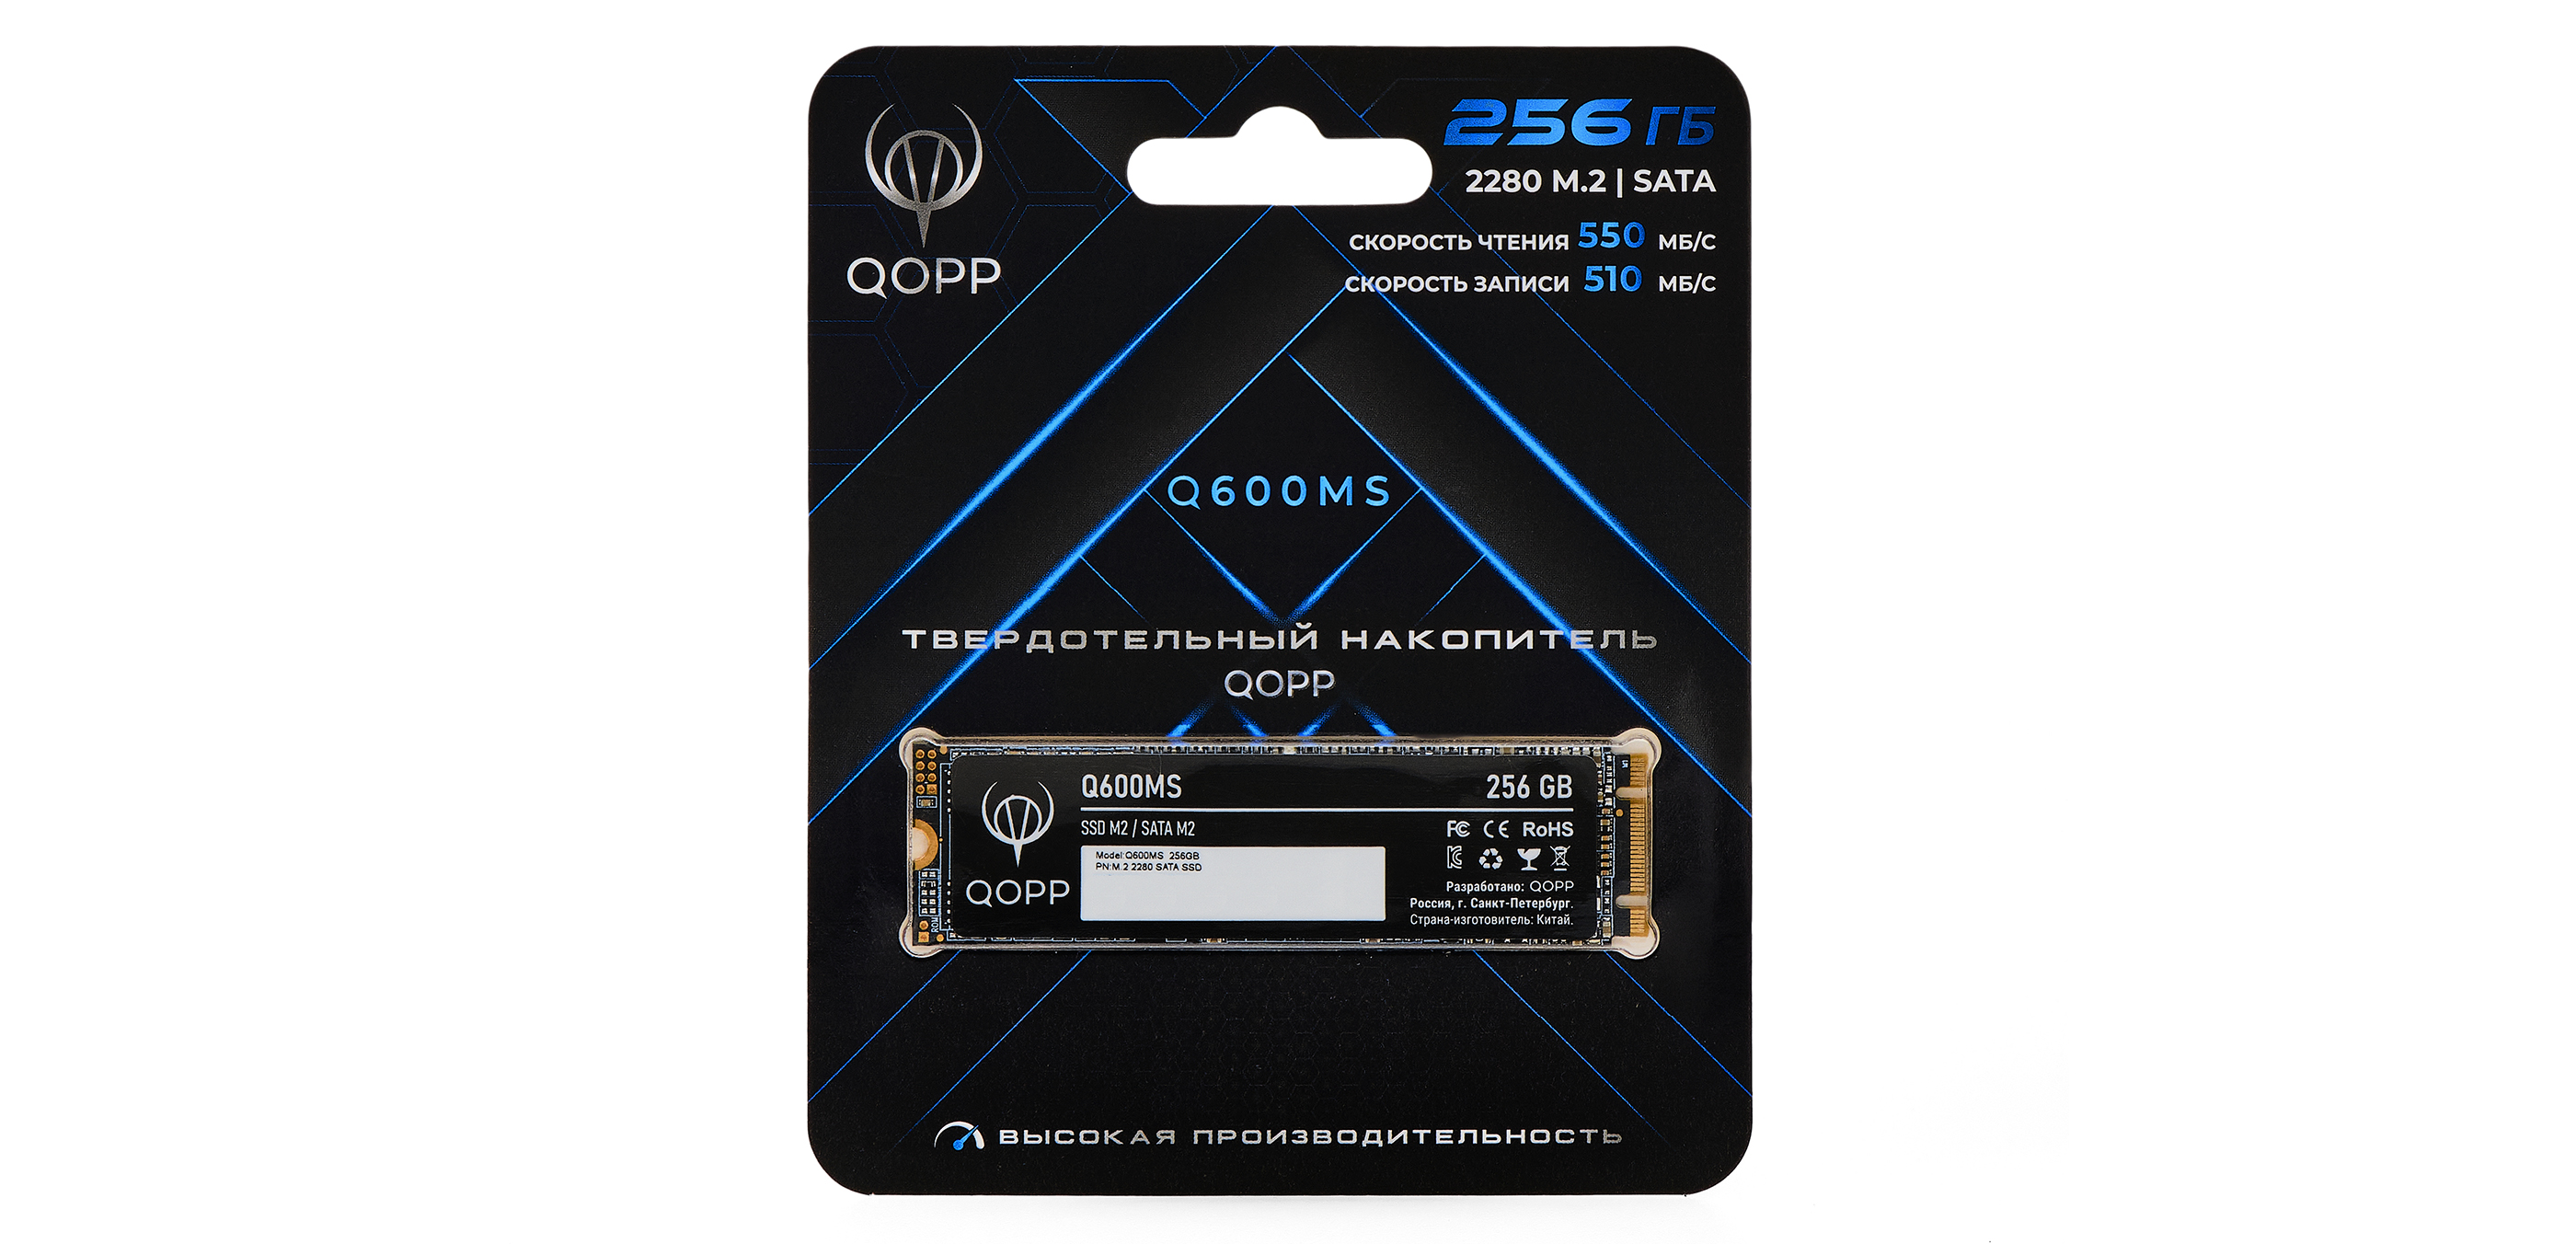 QOPP
256 ГБ
2280 M.2 | SATA
СКОРОСТЬ ЧТЕНИЯ 550 МБ/С
СКОРОСТЬ ЗАПИСИ 510 МБ/С
Q600MS
ТВЕРДОТЕЛЬНЫЙ НАКОПИТЕЛЬ
QOPP
Q600MS 256 GB
SSD M2 / SATA M2
FC CE RoHS
Model:Q600MS 256GB
PN:M.2 2280 SATA SSD
QOPP
Разработано: QOPP
Россия, г. Санкт-Петербург.
Страна-изготовитель: Китай.
ВЫСОКАЯ ПРОИЗВОДИТЕЛЬНОСТЬ